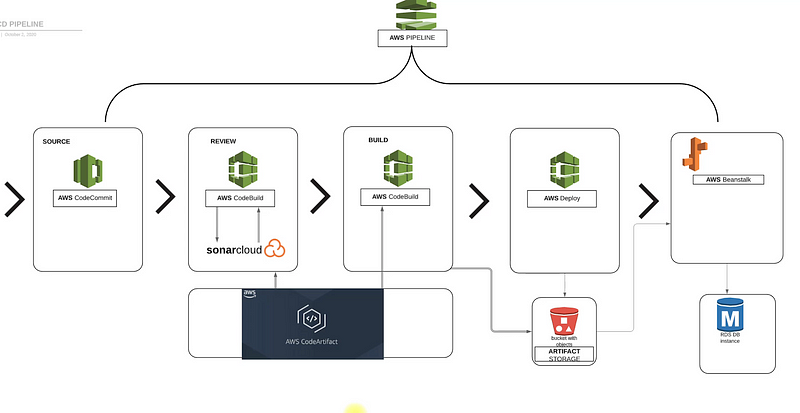 CD PIPELINE
| October 2, 2020
AWS PIPELINE
SOURCE
AWS CodeCommit
REVIEW
AWS CodeBuild
sonarcloud
BUILD
AWS CodeBuild
AWS Deploy
AWS Beanstalk
aws
AWS CodeArtifact
bucket with
objects
ARTIFACT
STORAGE
M
RDS DB
instance